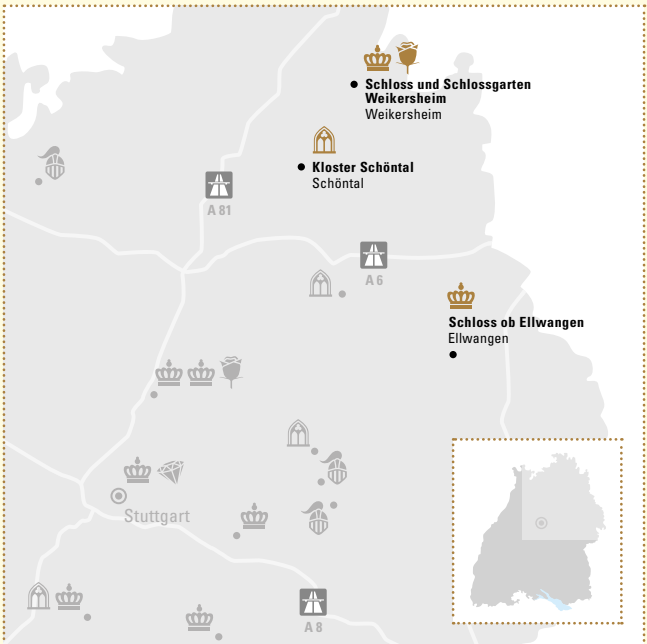 Schloss und Schlossgarten
Weikersheim
Weikersheim
Kloster Schöntal
Schöntal
A 81
A 6
Schloss ob Ellwangen
Ellwangen
Stuttgart
A 8